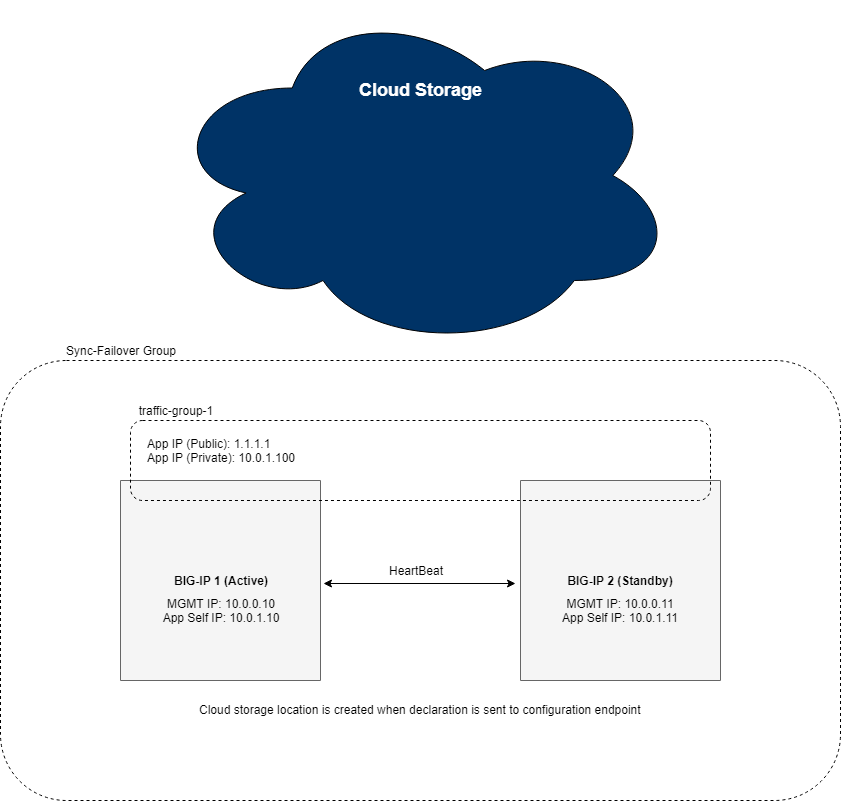 Cloud Storage
Sync-Failover Group
traffic-group-1
App IP (Public): 1.1.1.1
App IP (Private): 10.0.1.100
HeartBeat
BIG-IP 1 (Active)
MGMT IP: 10.0.0.10
App Self IP: 10.0.1.10
BIG-IP 2 (Standby)
MGMT IP: 10.0.0.11
App Self IP: 10.0.1.11
Cloud storage location is created when declaration is sent to configuration endpoint